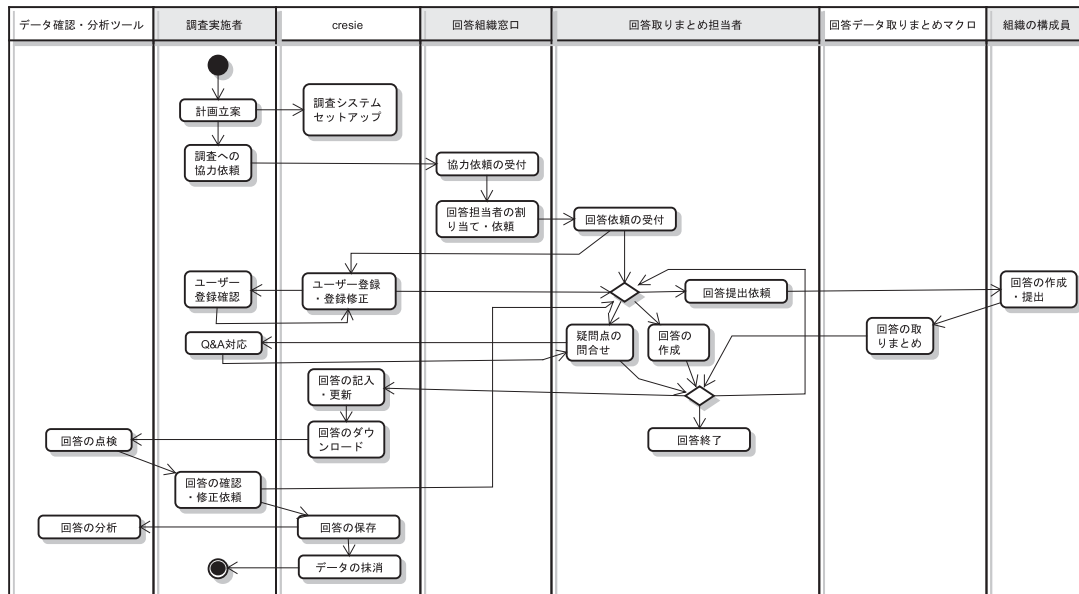 データ確認・分析ツール
調査実施者
cresie
回答組織窓口
回答取りまとめ担当者
回答データ取りまとめマクロ
組織の構成員
計画立案
調査システム
セットアップ
調査への
協力依頼
協力依頼の受付
回答担当者の割
り当て・依頼
回答依頼の受付
ユーザー
登録確認
ユーザー登録
・登録修正
回答提出依頼
回答の作成
・提出
Q&A対応
疑問点の
問合せ
回答の
作成
回答の取
りまとめ
回答の記入
・更新
回答のダウ
ンロード
回答終了
回答の点検
回答の確認
・修正依頼
回答の分析
回答の保存
データの抹消